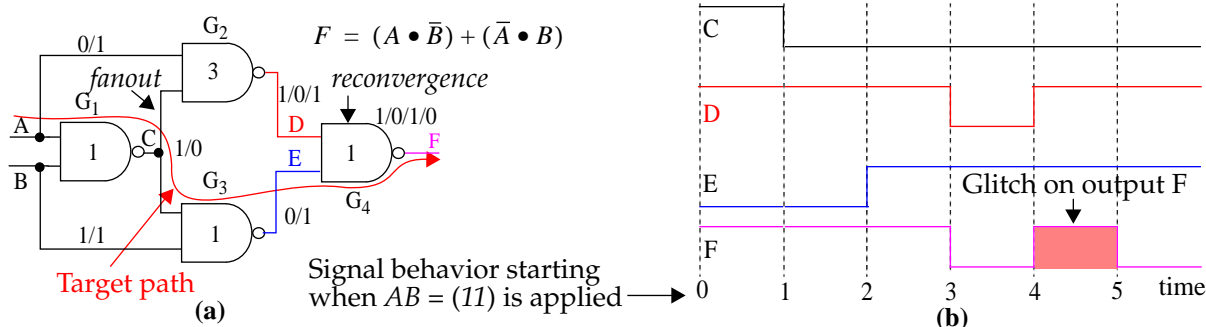 G2
0/1
F = (A • B̅) + (A̅ • B)
fanout
3
reconvergence
G1
1/0/1
1/0/1/0
A
D
1
C
1/0
1
F
B
E
G3
G4
1/1
1
0/1
Target path
(a)
Signal behavior starting
when AB = (11) is applied
C
D
E
Glitch on output F
F
0 1 2 3 4 5 time
(b)